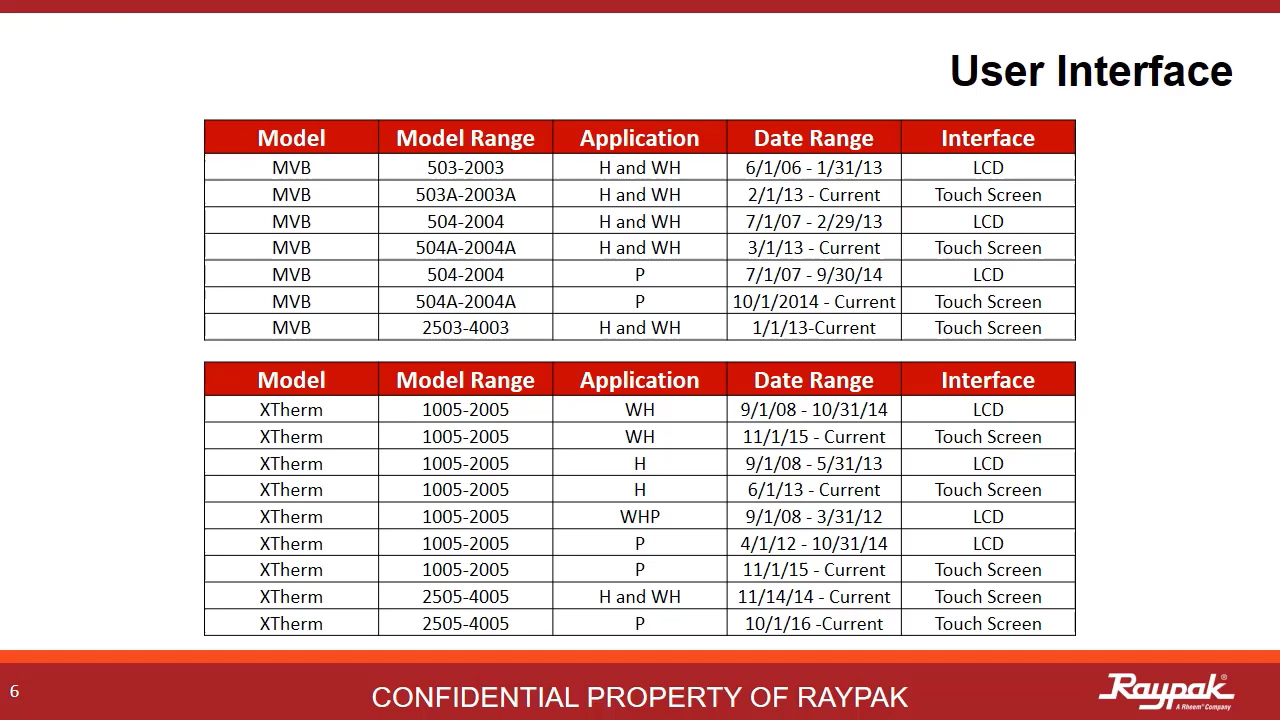 User Interface
Model Model Range Application Date Range Interface
MVB 503-2003 H and WH 6/1/06 - 1/31/13 LCD
MVB 503A-2003A H and WH 2/1/13 - Current Touch Screen
MVB 504-2004 H and WH 7/1/07 - 2/29/13 LCD
MVB 504A-2004A H and WH 3/1/13 - Current Touch Screen
MVB 504-2004 P 7/1/07 - 9/30/14 LCD
MVB 504A-2004A P 10/1/2014 - Current Touch Screen
MVB 2503-4003 H and WH 1/1/13-Current Touch Screen
Model Model Range Application Date Range Interface
XTherm 1005-2005 WH 9/1/08 - 10/31/14 LCD
XTherm 1005-2005 WH 11/1/15 - Current Touch Screen
XTherm 1005-2005 H 9/1/08 - 5/31/13 LCD
XTherm 1005-2005 H 6/1/13 - Current Touch Screen
XTherm 1005-2005 WHP 9/1/08 - 3/31/12 LCD
XTherm 1005-2005 P 4/1/12 - 10/31/14 LCD
XTherm 1005-2005 P 11/1/15 - Current Touch Screen
XTherm 2505-4005 H and WH 11/14/14 - Current Touch Screen
XTherm 2505-4005 P 10/1/16 -Current Touch Screen
6
CONFIDENTIAL PROPERTY OF RAYPAK
Raypak®
A Rheem® Company